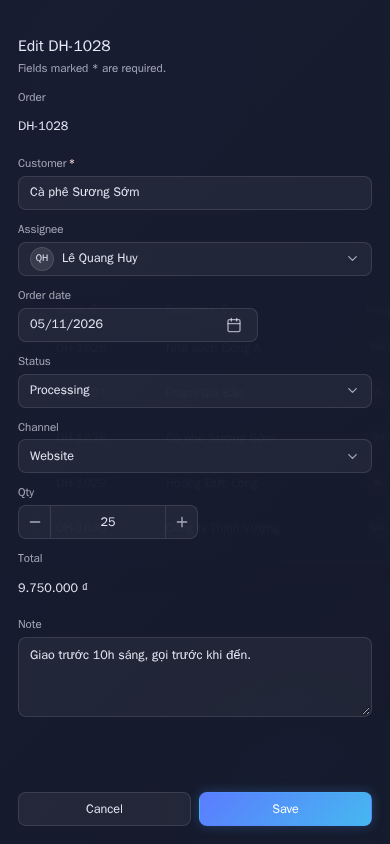 Edit DH-1028
Fields marked * are required.
Order
DH-1028
Customer *
Cà phê Sương Sớm
Assignee
QH Lê Quang Huy
Order date
05/11/2026
Status
Processing
Channel
Website
Qty
25
Total
9.750.000 ₫
Note
Giao trước 10h sáng, gọi trước khi đến.
Cancel
Save